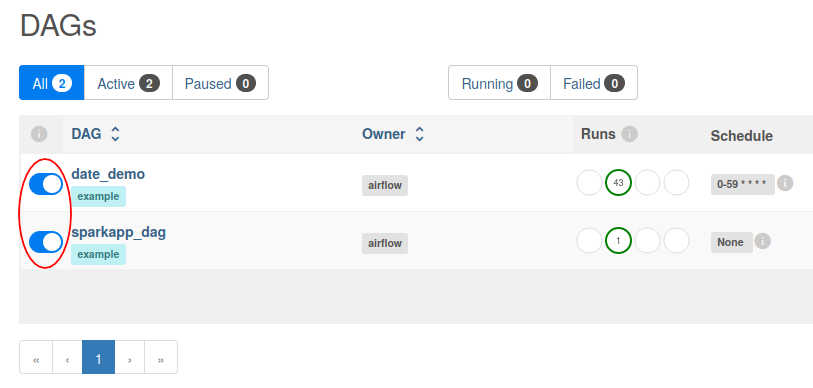 DAGs
All 2 Active 2 Paused 0 Running 0 Failed 0
i DAG Owner Runs i Schedule
date_demo
example airflow 43 0-59 * * * * i
sparkapp_dag
example airflow 1 None i
« ‹ 1 › »